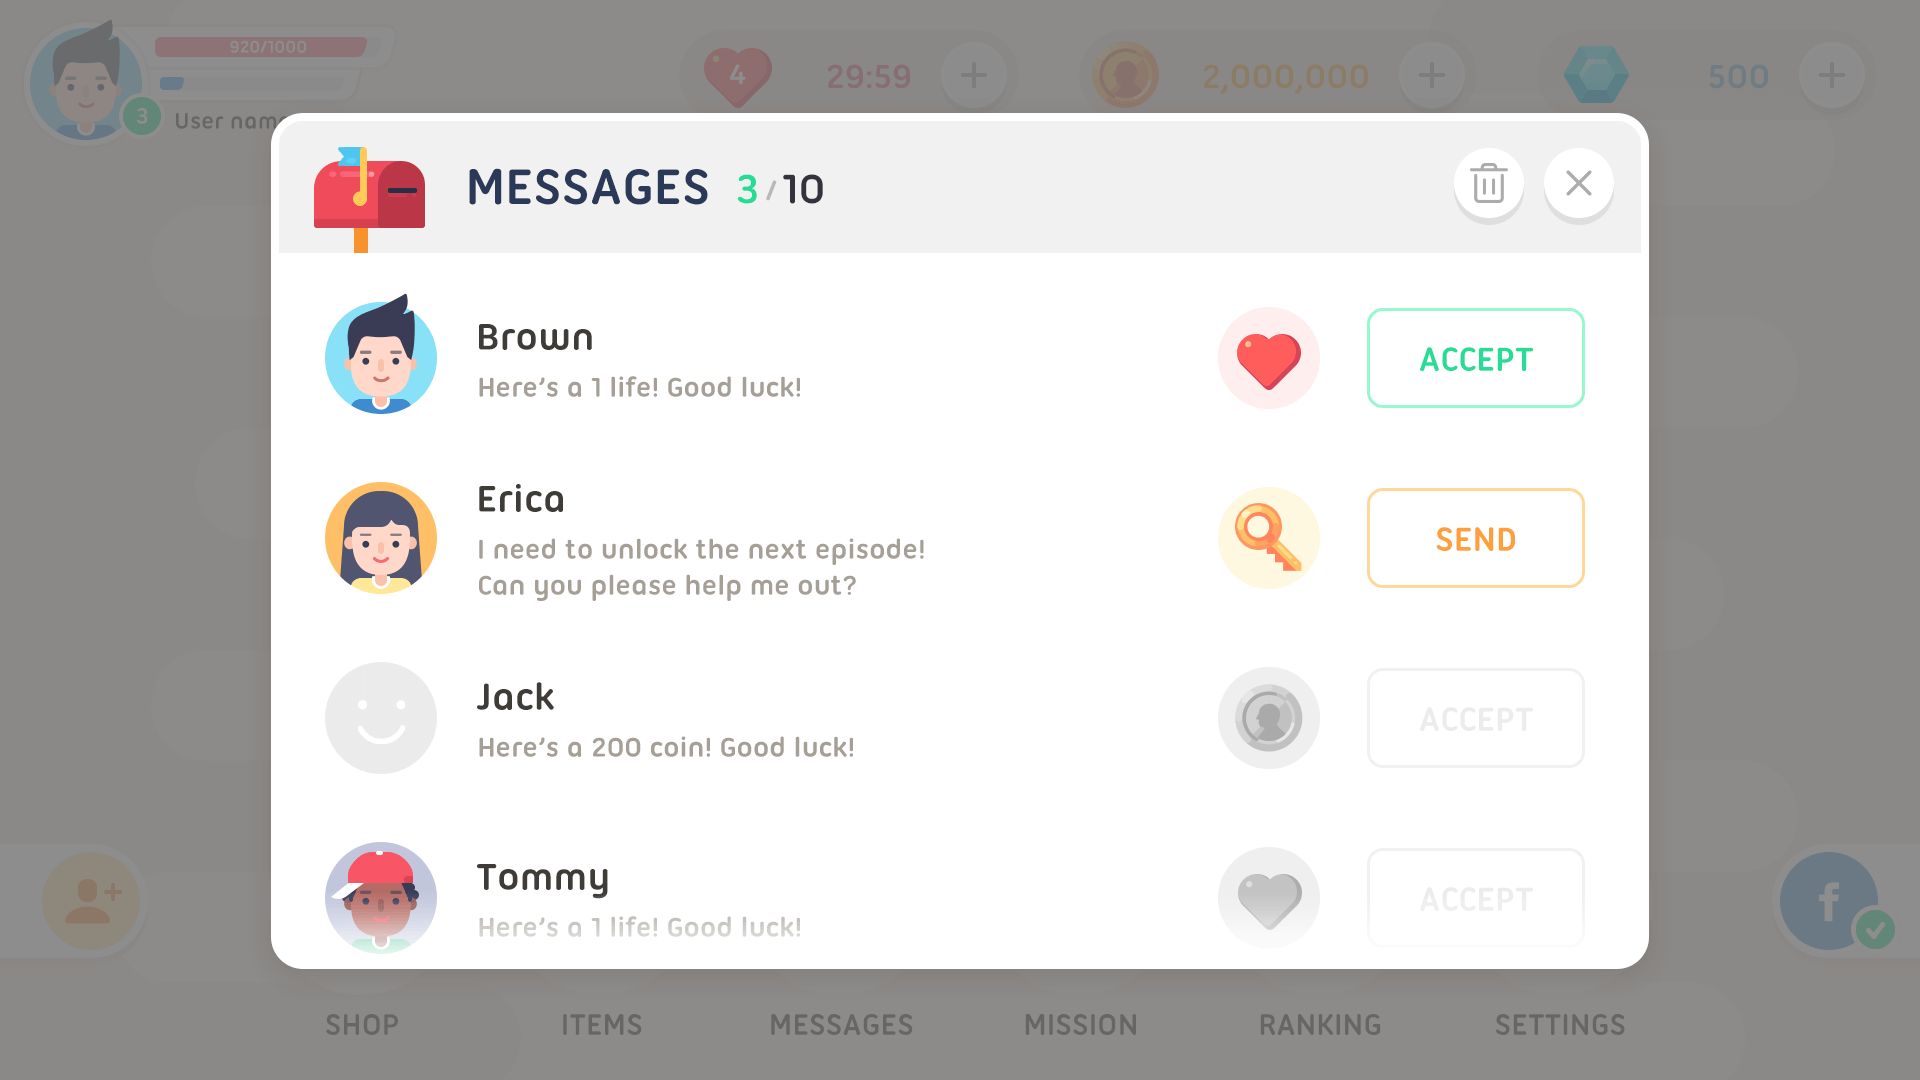 920/1000
3
User name
4
29:59
2,000,000
500
MESSAGES 3/10
Brown
Here's a 1 life! Good luck!
ACCEPT
Erica
I need to unlock the next episode!
Can you please help me out?
SEND
Jack
Here's a 200 coin! Good luck!
ACCEPT
Tommy
Here's a 1 life! Good luck!
ACCEPT
f
SHOP
ITEMS
MESSAGES
MISSION
RANKING
SETTINGS